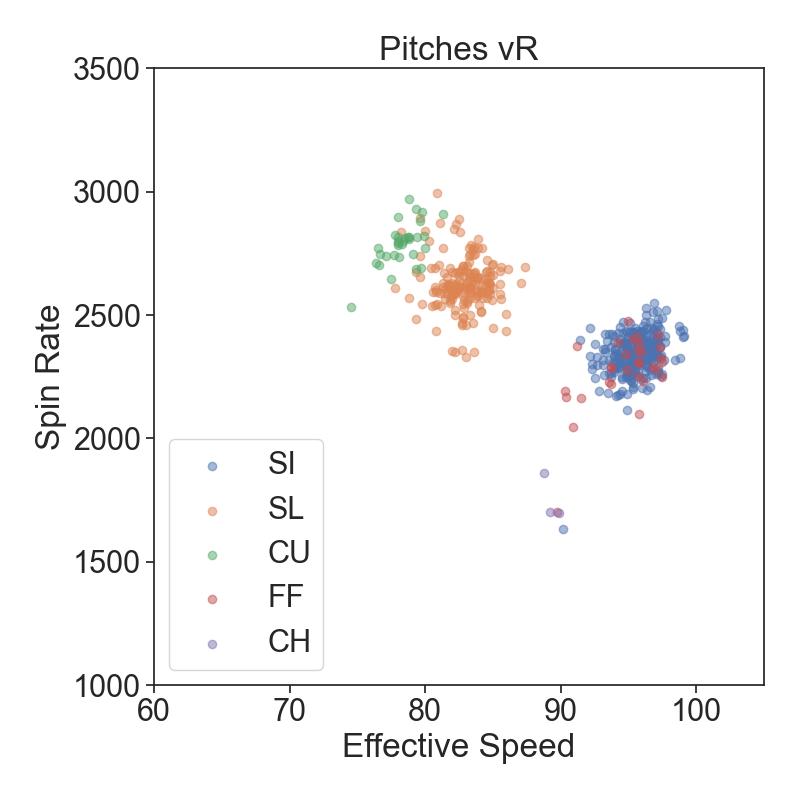 Pitches vR
3500
3000
2500
2000
1500
1000
Spin Rate
SI
SL
CU
FF
CH
60 70 80 90 100
Effective Speed